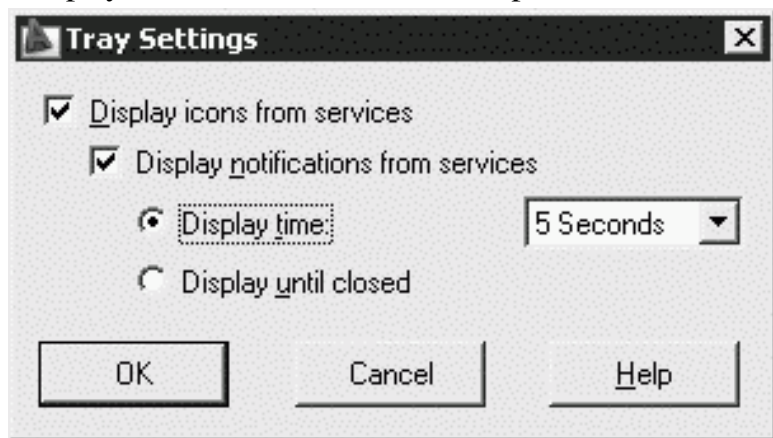 Tray Settings
Display icons from services
Display notifications from services
Display time: 5 Seconds
Display until closed
OK Cancel Help